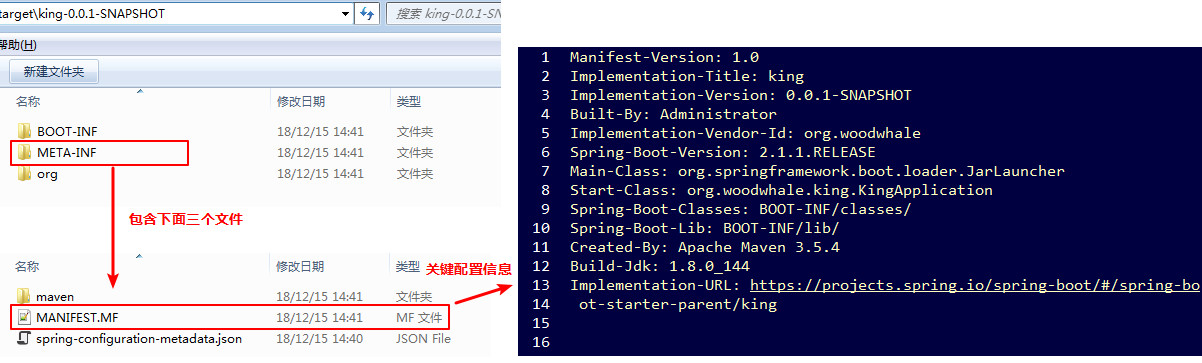 target\king-0.0.1-SNAPSHOT
搜索 king-0.0.1-SN
帮助(H)
新建文件夹
名称 修改日期 类型
BOOT-INF 18/12/15 14:41 文件夹
META-INF 18/12/15 14:41 文件夹
org 18/12/15 14:41 文件夹
包含下面三个文件
名称 修改日期 类型
关键配置信息
maven 18/12/15 14:41 文件夹
MANIFEST.MF 18/12/15 14:41 MF 文件
spring-configuration-metadata.json 18/12/15 14:40 JSON File
1 Manifest-Version: 1.0
2 Implementation-Title: king
3 Implementation-Version: 0.0.1-SNAPSHOT
4 Built-By: Administrator
5 Implementation-Vendor-Id: org.woodwhale
6 Spring-Boot-Version: 2.1.1.RELEASE
7 Main-Class: org.springframework.boot.loader.JarLauncher
8 Start-Class: org.woodwhale.king.KingApplication
9 Spring-Boot-Classes: BOOT-INF/classes/
10 Spring-Boot-Lib: BOOT-INF/lib/
11 Created-By: Apache Maven 3.5.4
12 Build-Jdk: 1.8.0_144
13 Implementation-URL: https://projects.spring.io/spring-boot/#/spring-bo
14 ot-starter-parent/king
15
16